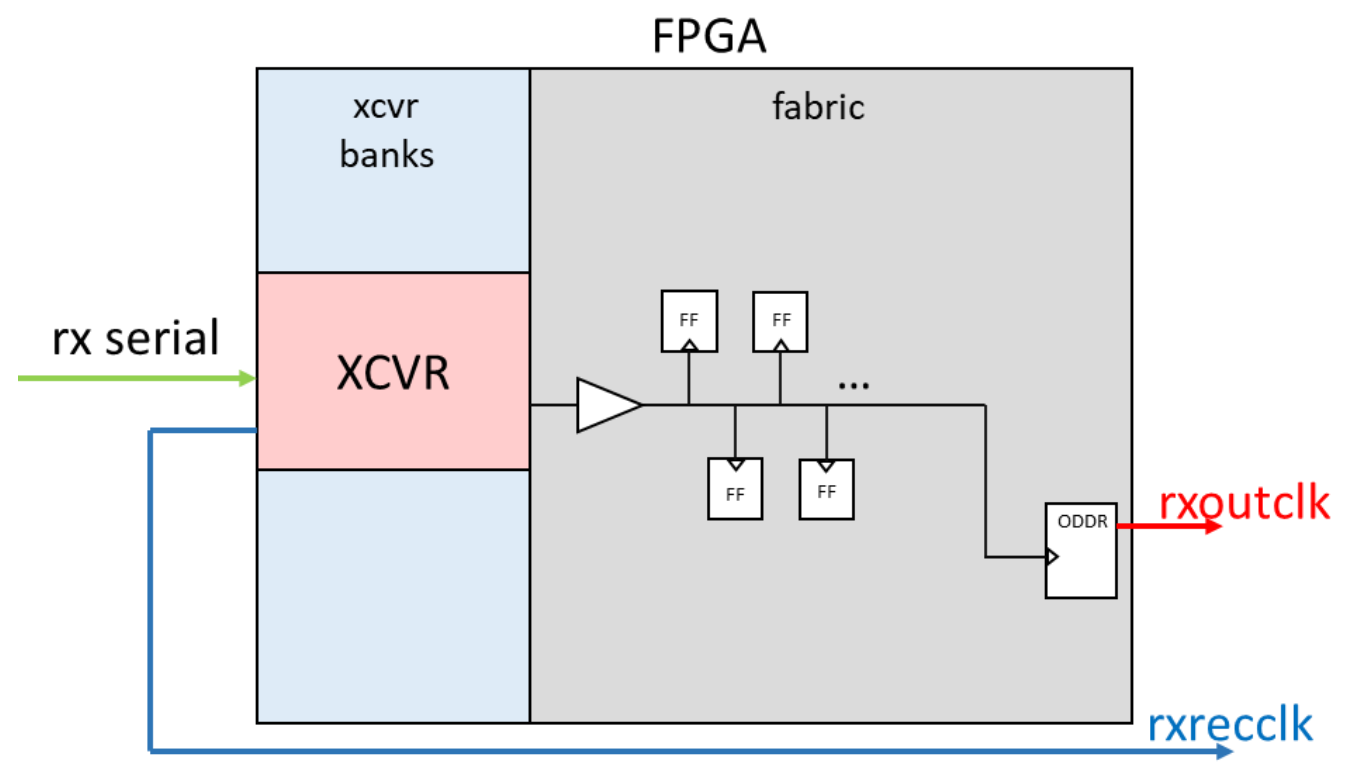 FPGA
xcvr
banks
fabric
rx serial
XCVR
FF
FF
...
FF
FF
rxoutclk
ODDR
rxrecclk